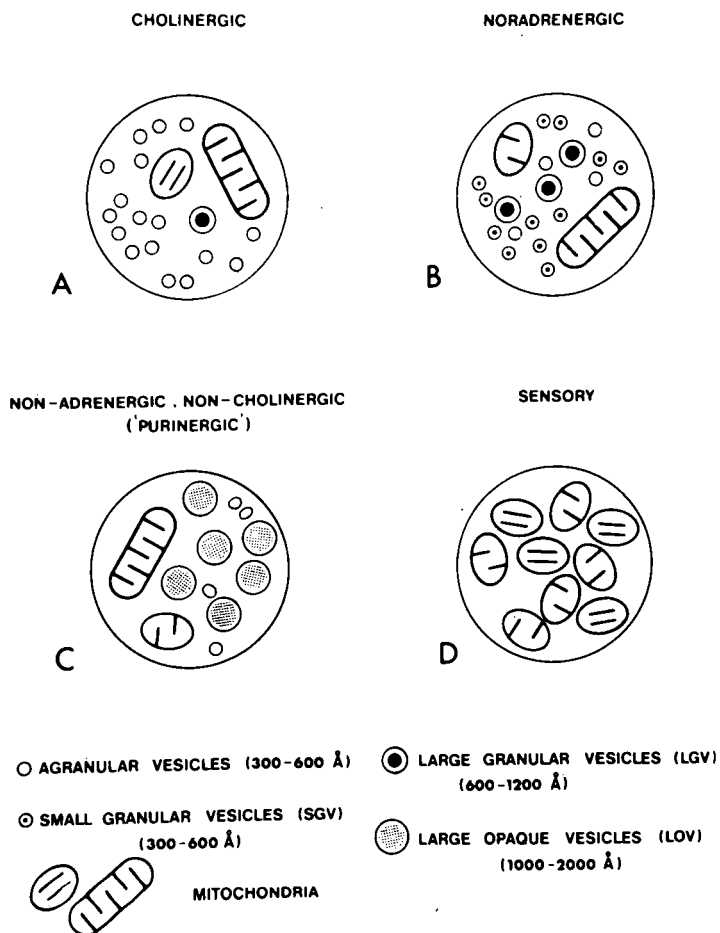 CHOLINERGIC
NORADRENERGIC
A
B
NON-ADRENERGIC, NON-CHOLINERGIC
('PURINERGIC')
SENSORY
C
D
AGRANULAR VESICLES (300-600 Å)
SMALL GRANULAR VESICLES (SGV)
(300-600 Å)
MITOCHONDRIA
LARGE GRANULAR VESICLES (LGV)
(600-1200 Å)
LARGE OPAQUE VESICLES (LOV)
(1000-2000 Å)